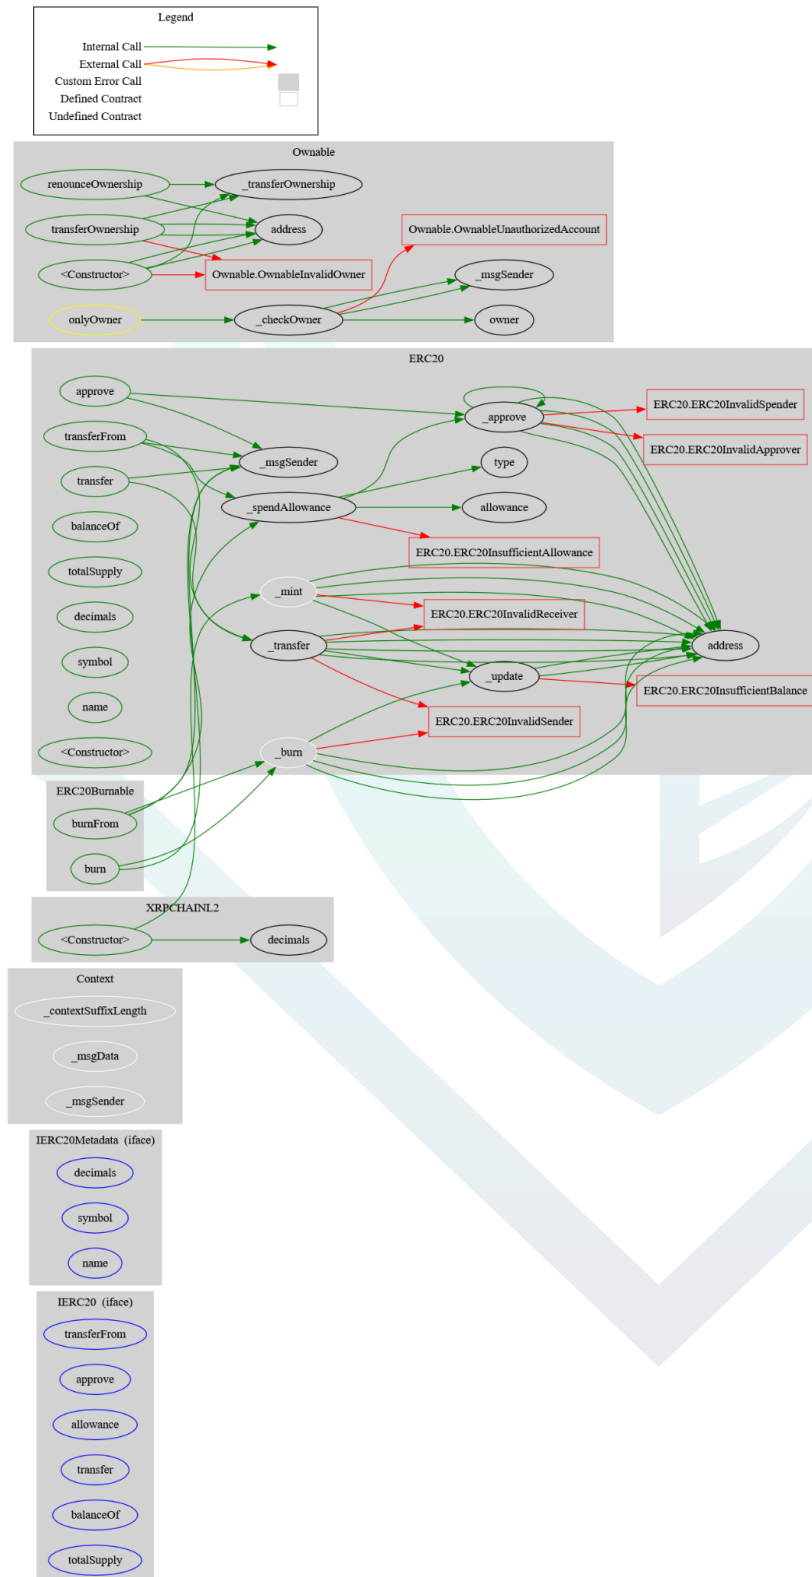 Legend
Internal Call
External Call
Custom Error Call
Defined Contract
Undefined Contract
Ownable
renounceOwnership
_transferOwnership
transferOwnership
address
Ownable.OwnableUnauthorizedAccount
<Constructor>
Ownable.OwnableInvalidOwner
_msgSender
onlyOwner
_checkOwner
owner
ERC20
approve
_approve
ERC20.ERC20InvalidSpender
transferFrom
ERC20.ERC20InvalidApprover
_msgSender
type
transfer
_spendAllowance
allowance
balanceOf
ERC20.ERC20InsufficientAllowance
totalSupply
_mint
decimals
ERC20.ERC20InvalidReceiver
_transfer
address
symbol
_update
ERC20.ERC20InsufficientBalance
name
ERC20.ERC20InvalidSender
<Constructor>
_burn
ERC20Burnable
burnFrom
burn
XRPCHAINL2
<Constructor>
decimals
Context
_contextSuffixLength
_msgData
_msgSender
IERC20Metadata (iface)
decimals
symbol
name
IERC20 (iface)
transferFrom
approve
allowance
transfer
balanceOf
totalSupply